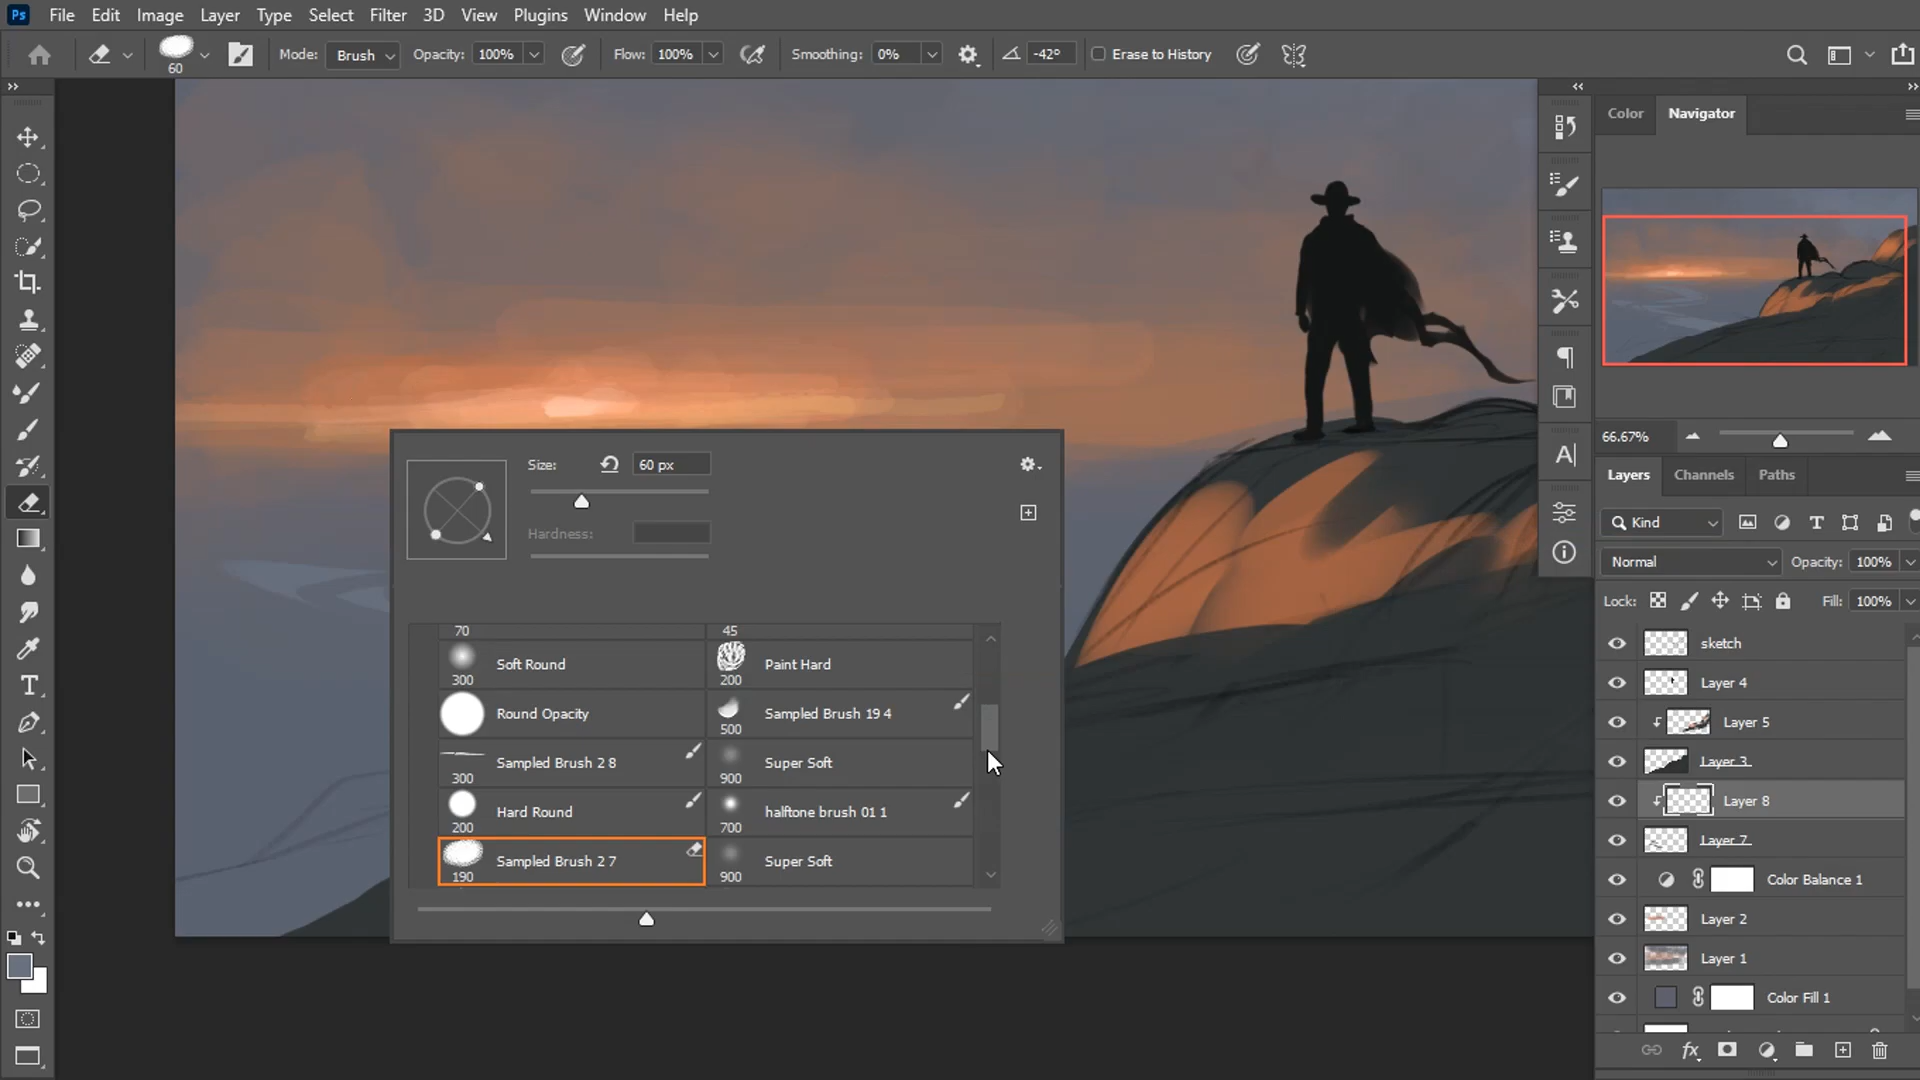 Ps File Edit Image Layer Type Select Filter 3D View Plugins Window Help
60 Mode: Brush Opacity: 100% Flow: 100% Smoothing: 0% -42° Erase to History
Color Navigator
66.67%
Layers Channels Paths
Kind
Normal Opacity: 100%
Lock: Fill: 100%
sketch
Layer 4
Layer 5
Layer 3
Layer 8
Layer 7
Color Balance 1
Layer 2
Layer 1
Color Fill 1
fx
Size: 60 px
Hardness:
70 45
Soft Round 300 Paint Hard 200
Round Opacity Sampled Brush 19 4 500
Sampled Brush 2 8 300 Super Soft 900
Hard Round 200 halftone brush 01 1 700
Sampled Brush 2 7 190 Super Soft 900